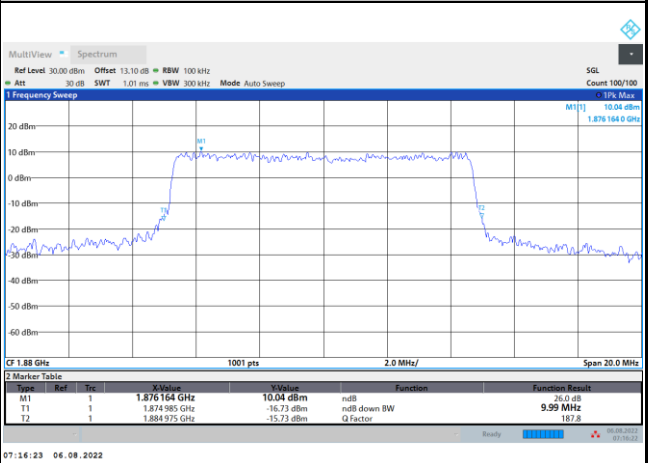 MultiView Spectrum
Ref Level 30.00 dBm Offset 13.10 dB RBW 100 kHz SGL
Att 30 dB SWT 1.01 ms VBW 300 kHz Mode Auto Sweep Count 100/100
1 Frequency Sweep 1Pk Max
M1[1] 10.04 dBm
1.876 164 0 GHz
20 dBm
M1
10 dBm
0 dBm
-10 dBm
T1 T2
-20 dBm
-30 dBm
-40 dBm
-50 dBm
-60 dBm
CF 1.88 GHz 1001 pts 2.0 MHz/ Span 20.0 MHz
2 Marker Table
Type Ref Trc X-Value Y-Value Function Function Result
M1 1 1.876 164 GHz 10.04 dBm ndB 26.0 dB
T1 1 1.874 985 GHz -16.73 dBm ndB down BW 9.99 MHz
T2 1 1.884 975 GHz -15.73 dBm Q Factor 187.8
Ready 06.08.2022
07:16:22
07:16:23 06.08.2022